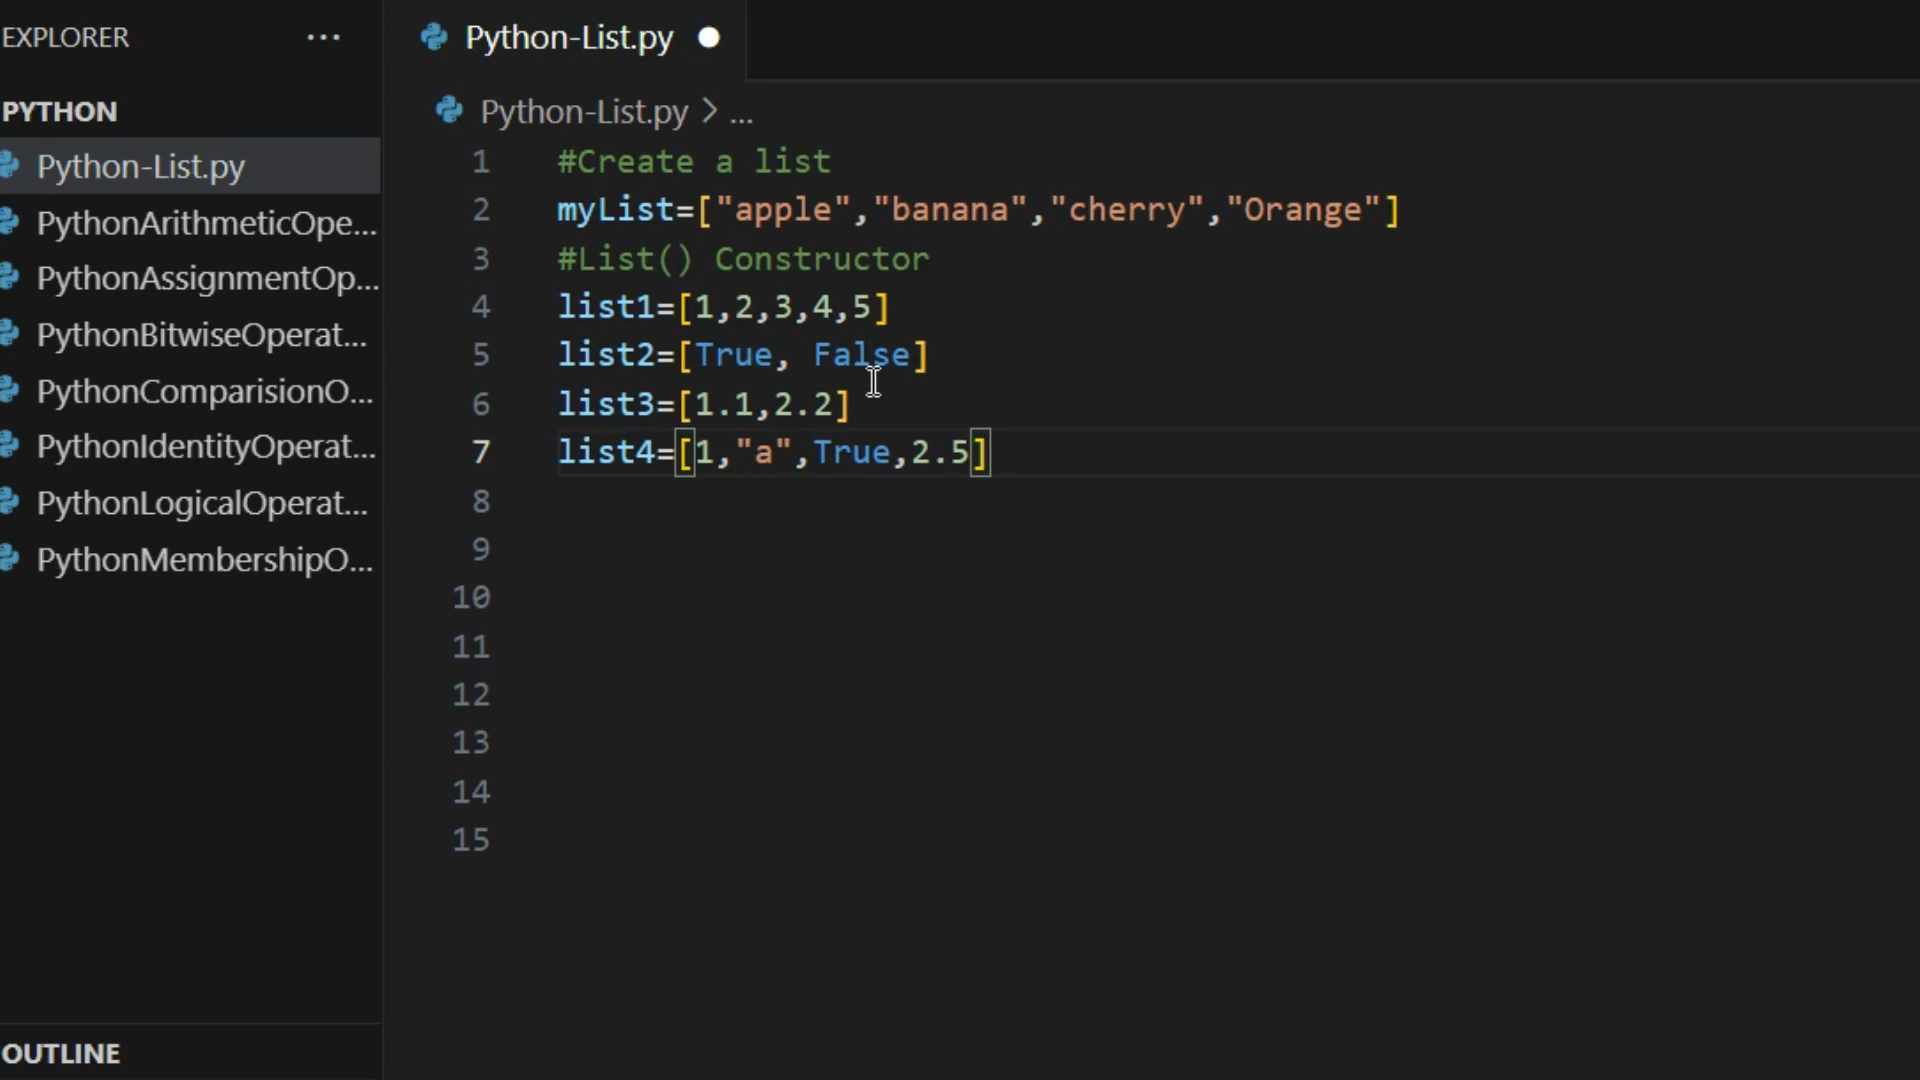 EXPLORER ...
PYTHON
Python-List.py
PythonArithmeticOpe...
PythonAssignmentOp...
PythonBitwiseOperat...
PythonComparisionO...
PythonIdentityOperat...
PythonLogicalOperat...
PythonMembershipO...
OUTLINE
Python-List.py
Python-List.py > ...
1 #Create a list
2 myList=["apple","banana","cherry","Orange"]
3 #List() Constructor
4 list1=[1,2,3,4,5]
5 list2=[True, False]
6 list3=[1.1,2.2]
7 list4=[1,"a",True,2.5]
8
9
10
11
12
13
14
15